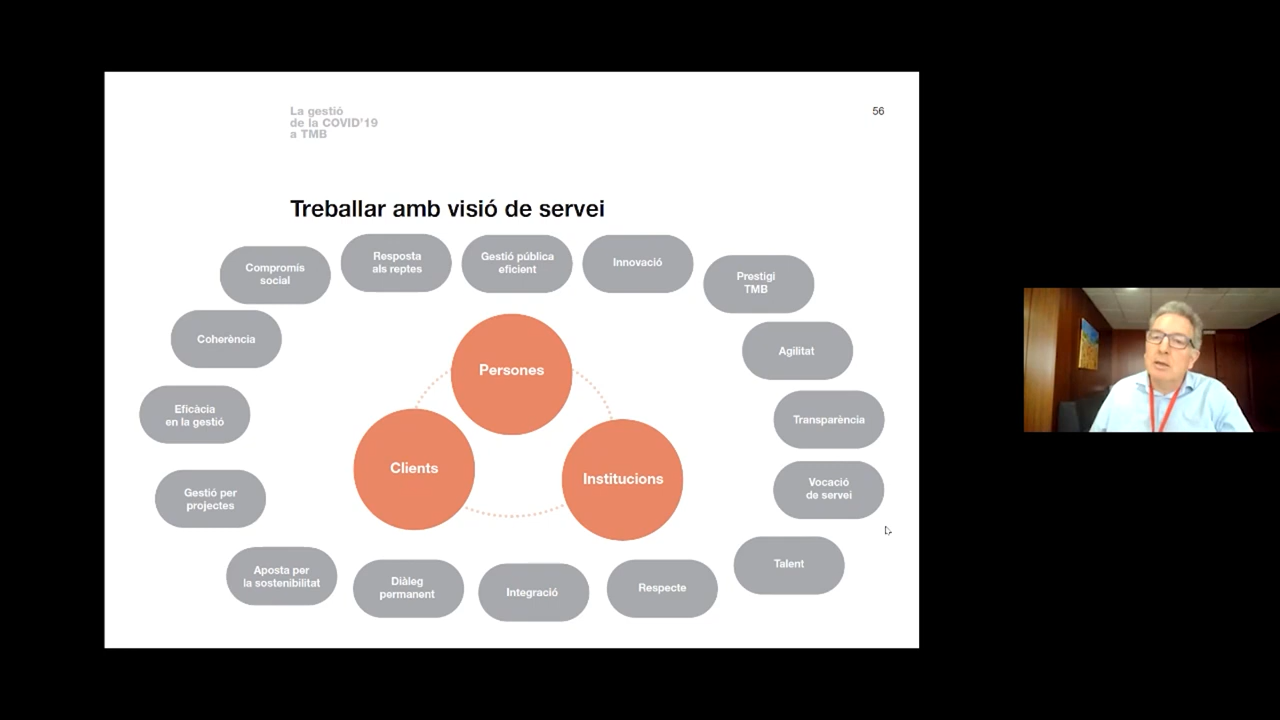 La gestió
de la COVID'19
a TMB
56
Treballar amb visió de servei
Compromís
social
Resposta
als reptes
Gestió pública
eficient
Innovació
Prestigi
TMB
Coherència
Agilitat
Persones
Eficàcia
en la gestió
Transparència
Clients
Institucions
Gestió per
projectes
Vocació
de servei
Aposta per
la sostenibilitat
Diàleg
permanent
Integració
Respecte
Talent